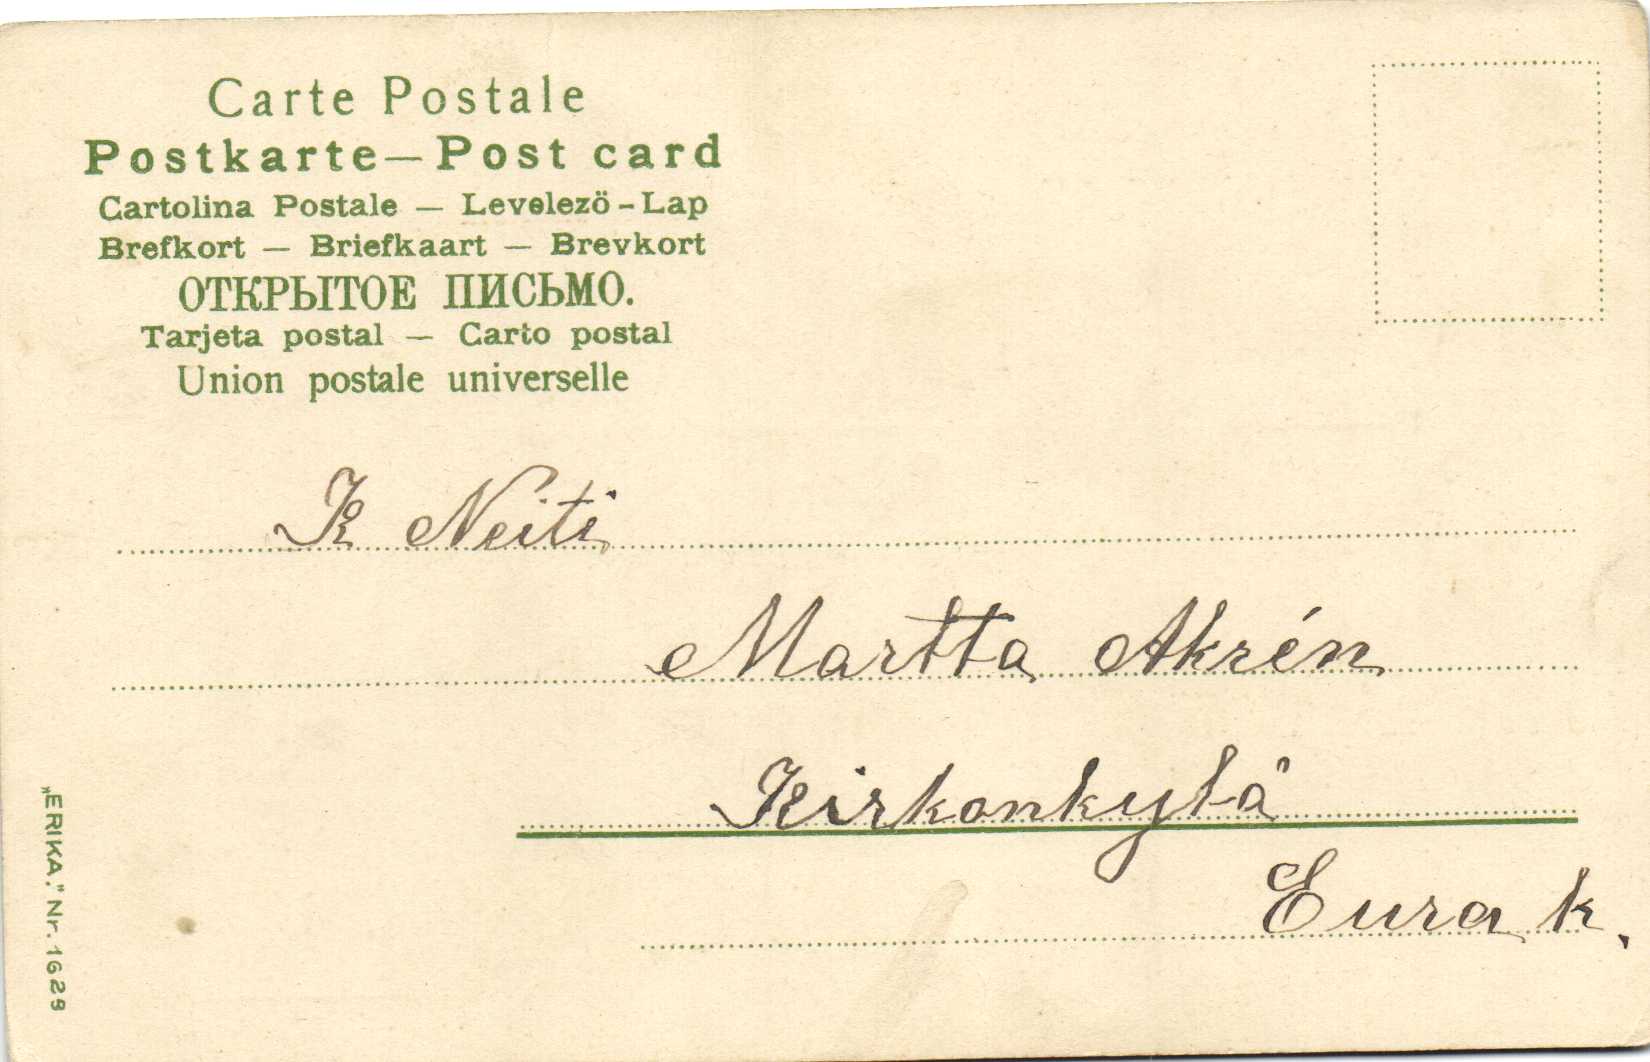 Carte Postale
Postkarte — Post card
Cartolina Postale — Levelezö-Lap
Brefkort — Briefkaart — Brevkort
ОТКРЫТОЕ ПИСЬМО.
Tarjeta postal — Carto postal
Union postale universelle
K Neiti
Martta Akrén
Kirkonkylä
Eura k.
„ERIKA." Nr. 1629